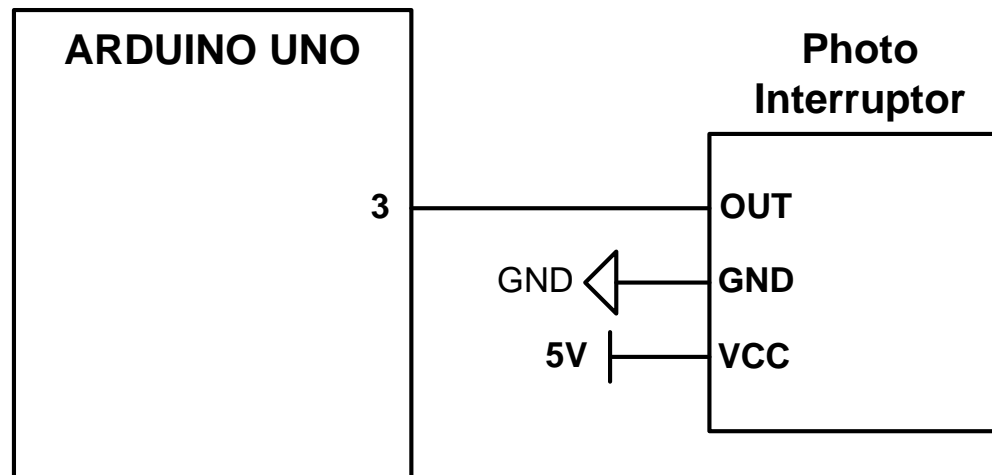 ARDUINO UNO
Photo
Interruptor
3
OUT
GND
GND
5V
VCC